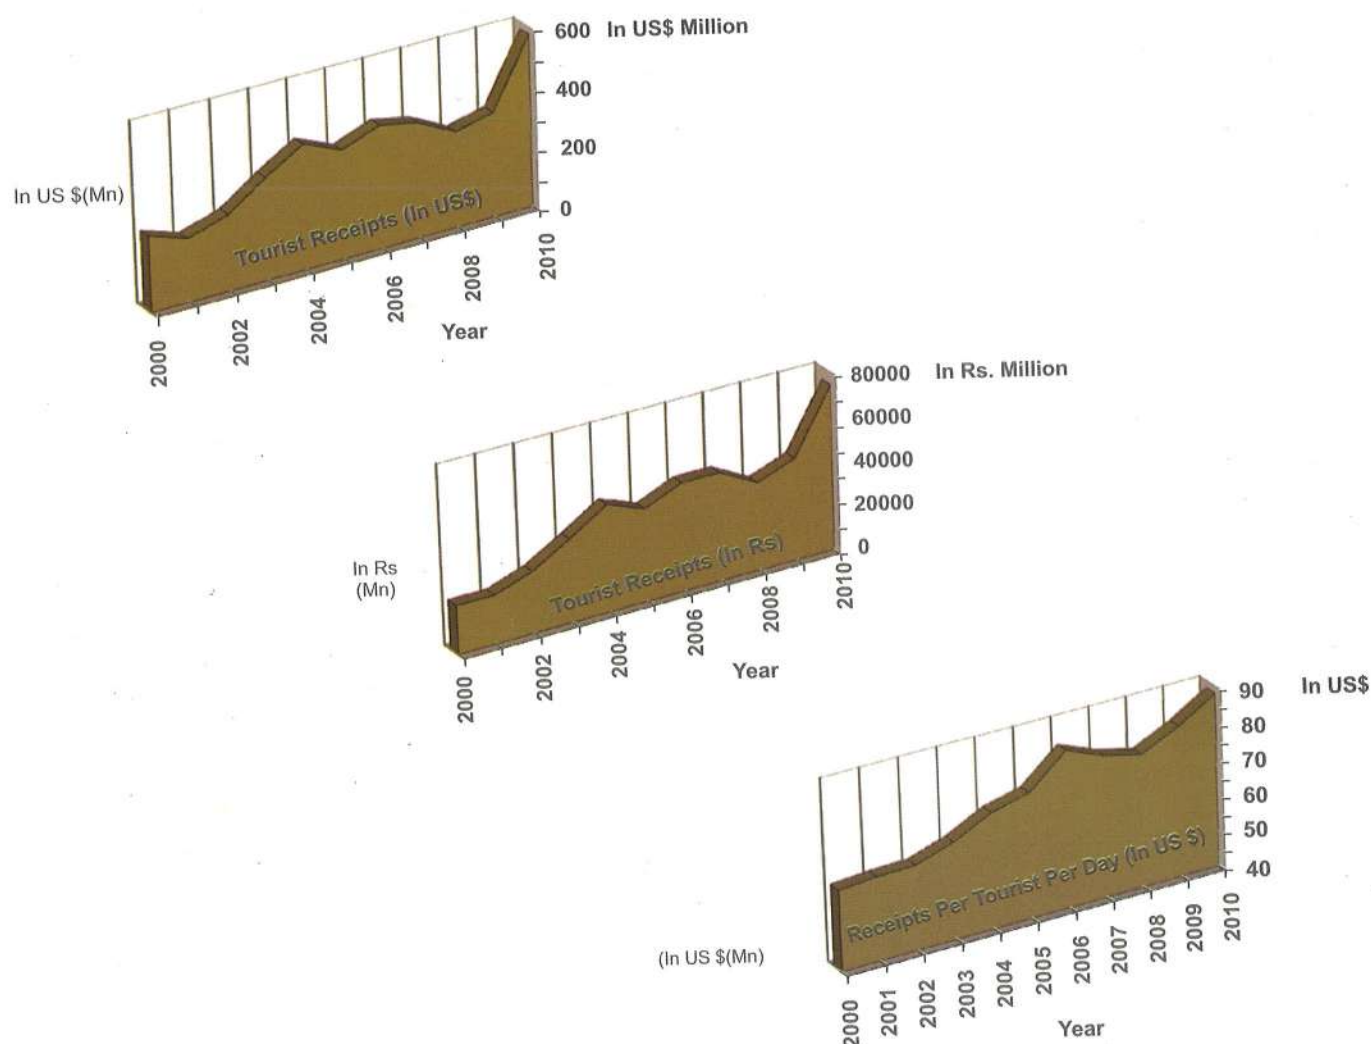 600 In US$ Million
400
200
0
In US $(Mn)
Tourist Receipts (In US$)
2000
2002
2004
2006
2008
2010
Year
80000 In Rs. Million
60000
40000
20000
0
In Rs
(Mn)
Tourist Receipts (In Rs)
2000
2002
2004
2006
2008
2010
Year
90 In US$
80
70
60
50
40
Receipts Per Tourist Per Day (In US $)
(In US $(Mn)
2000
2001
2002
2003
2004
2005
2006
2007
2008
2009
2010
Year